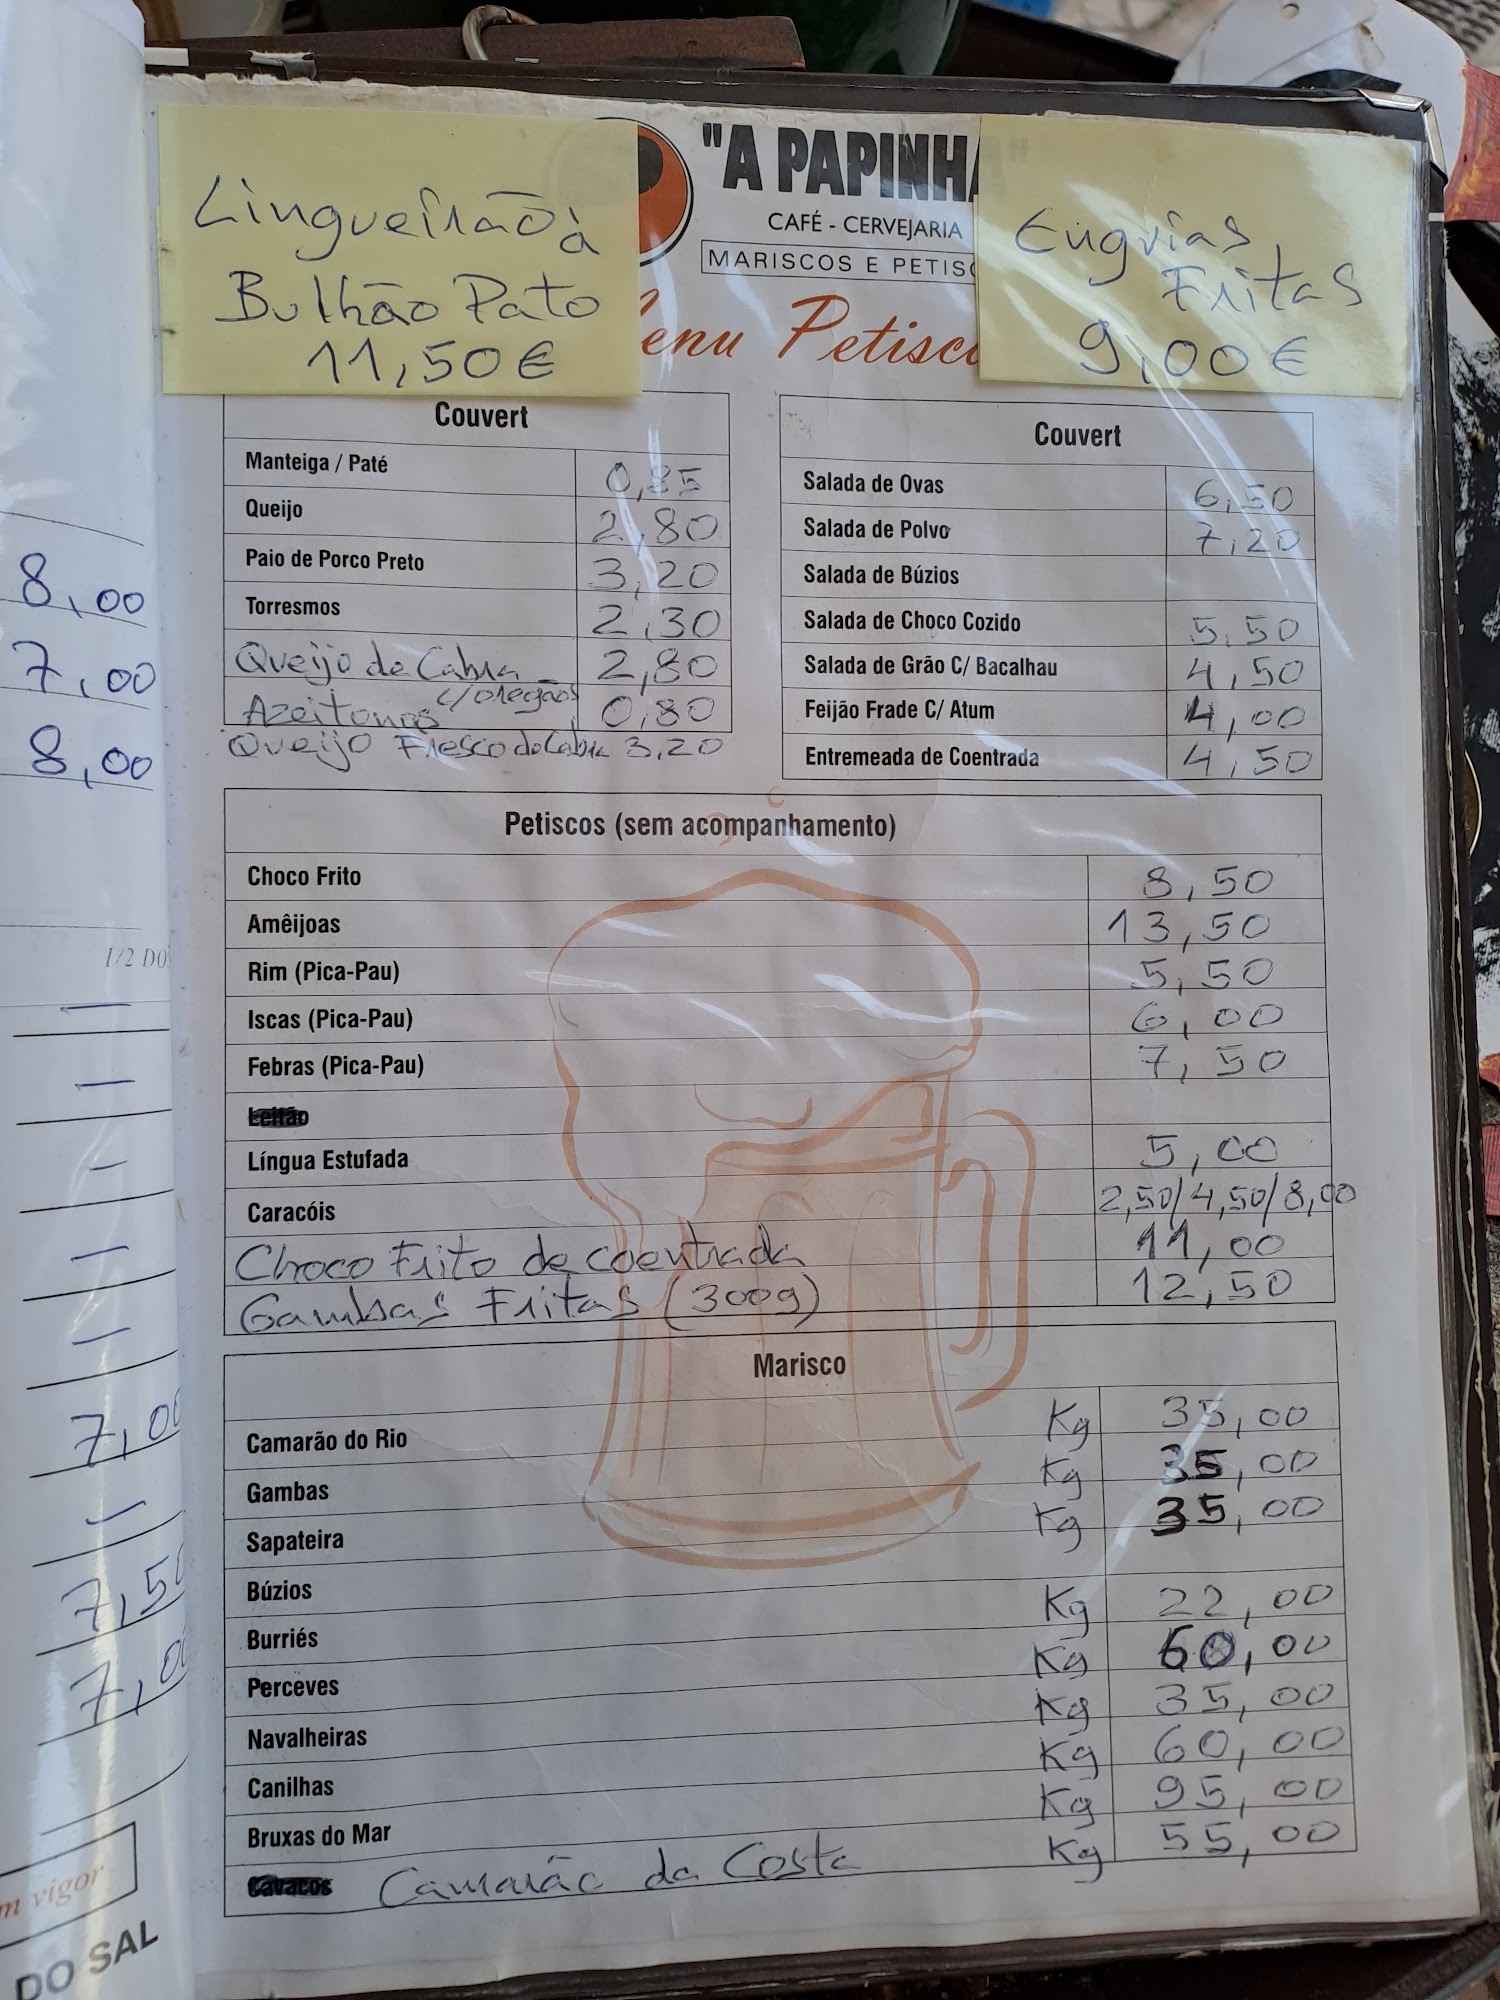 Lingueirão à
Bulhão Pato
11,50€
"A PAPINHA"
CAFÉ - CERVEJARIA
MARISCOS E PETISC
enu Petisc
Enguias
Fritas
9,00€
Couvert
Manteiga / Paté 0,85
Queijo 2,80
Paio de Porco Preto 3,20
Torresmos 2,30
Queijo de Cabra 2,80
Azeitonas c/oregãos 0,80
Queijo Fresco de Cabra 3,20
Couvert
Salada de Ovas 6,50
Salada de Polvo 7,20
Salada de Búzios
Salada de Choco Cozido 5,50
Salada de Grão C/ Bacalhau 4,50
Feijão Frade C/ Atum 4,00
Entremeada de Coentrada 4,50
Petiscos (sem acompanhamento)
Choco Frito 8,50
Amêijoas 13,50
Rim (Pica-Pau) 5,50
Iscas (Pica-Pau) 6,00
Febras (Pica-Pau) 7,50
Leitão
Língua Estufada 5,00
Caracóis 2,50/4,50/8,00
Choco Frito de coentrada 11,00
Gambas Fritas (300g) 12,50
Marisco
Camarão do Rio Kg 35,00
Gambas Kg 35,00
Sapateira Kg 35,00
Búzios
Burriés Kg 22,00
Perceves Kg 60,00
Navalheiras Kg 35,00
Canilhas Kg 60,00
Bruxas do Mar Kg 95,00
Cavacos Camarão da Costa Kg 55,00
8,00
7,00
8,00
1/2 DO
7,00
7,50
7,00
m vigor
DO SAL